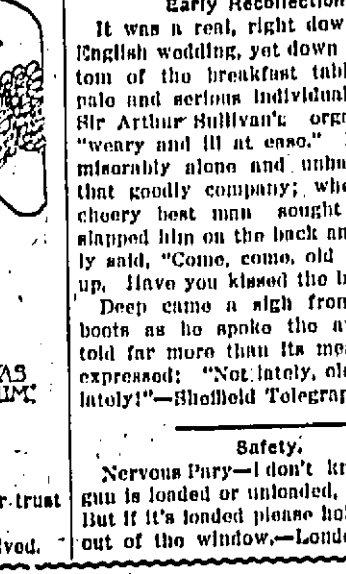 Early Recollection
It was a real, right dow
English wedding, yet down
tom of the breakfast tabl
pale and serious individual
Sir Arthur Sullivan's orga
"weary and ill at ease."
miserably alone and unha
that goodly company; whe
cheery best man sought
slapped him on the back an
ly said, "Come, come, old
up. Have you kissed the b
Deep came a sigh from
boots as he spoke the a
told far more than its me
expressed: "Not lately, ol
lately!"—Sheffield Telegrap
Safety.
Nervous Party—I don't kn
gun is loaded or unloaded,
But if it's loaded please ho
out of the window.—Londo
AS
UM;
r trust
ved.